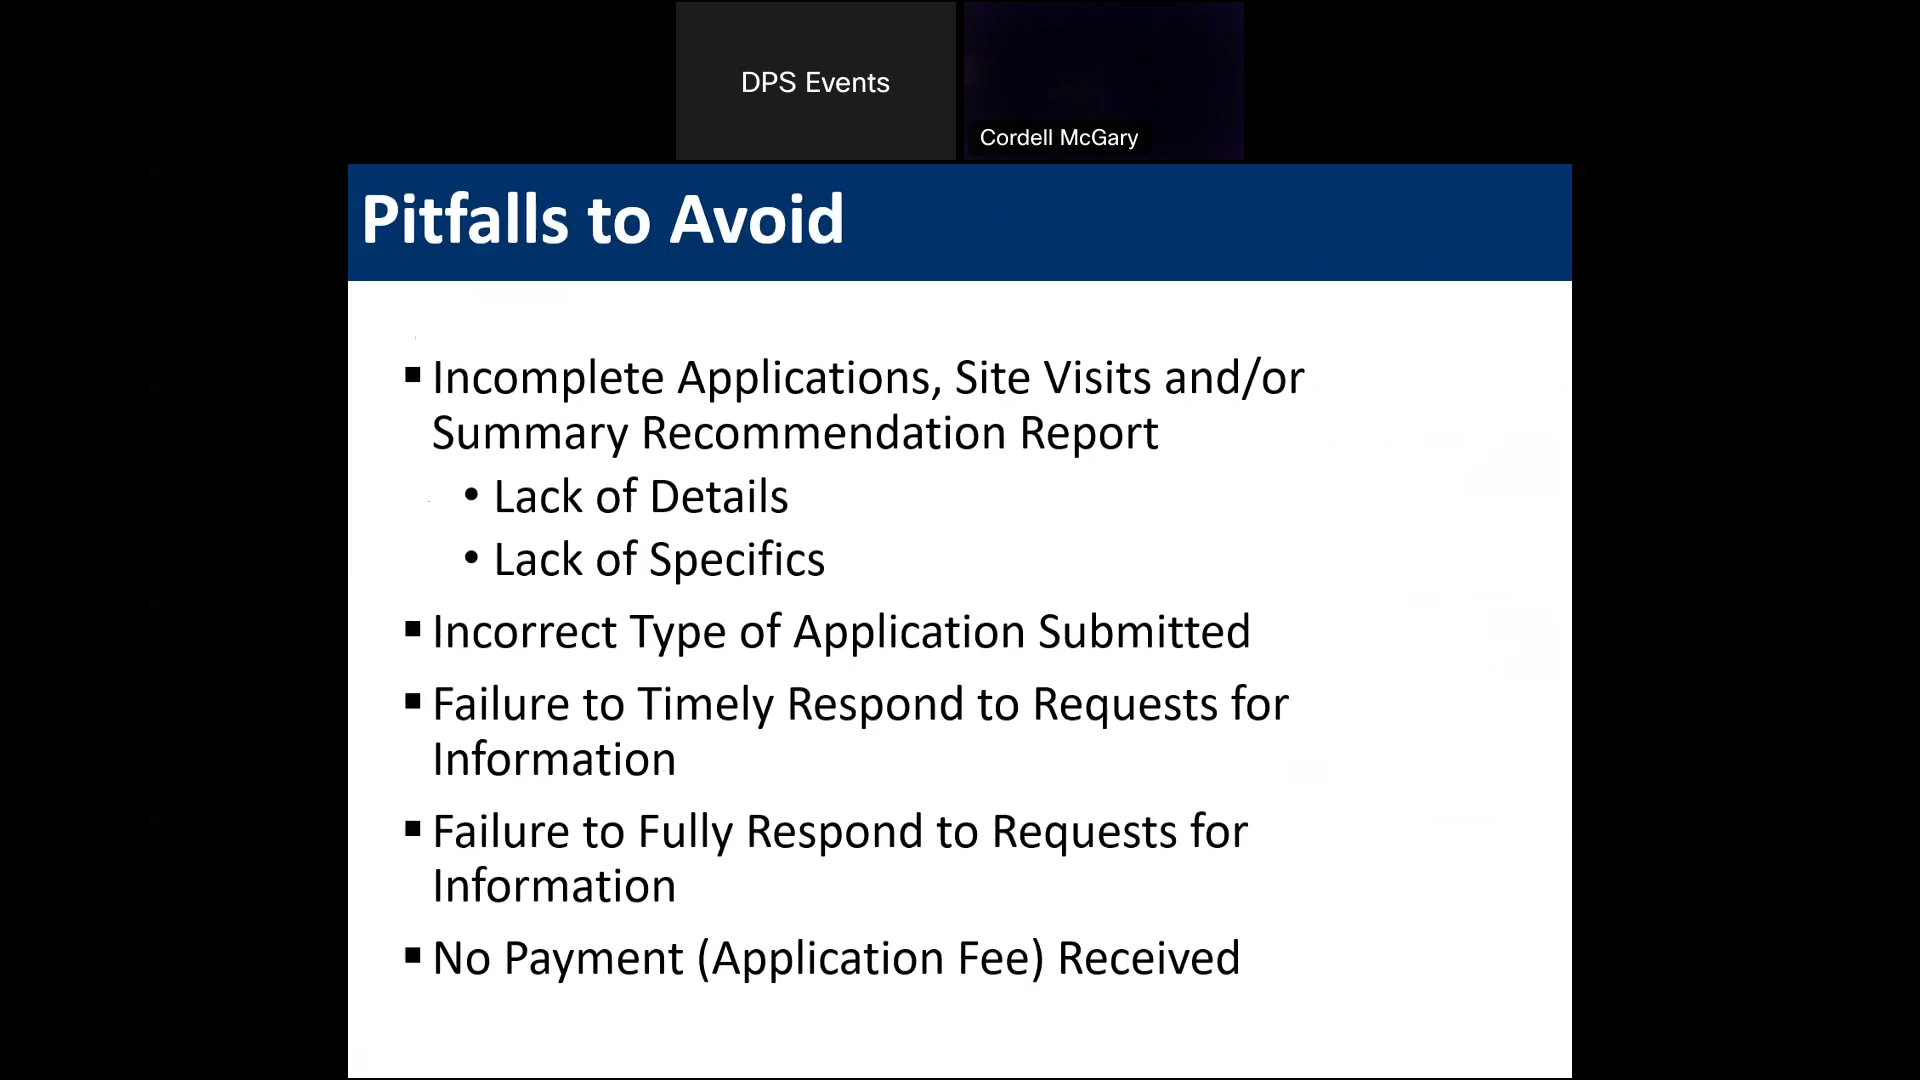 DPS Events
Cordell McGary
Pitfalls to Avoid
▪ Incomplete Applications, Site Visits and/or
Summary Recommendation Report
• Lack of Details
• Lack of Specifics
▪ Incorrect Type of Application Submitted
▪ Failure to Timely Respond to Requests for
Information
▪ Failure to Fully Respond to Requests for
Information
▪ No Payment (Application Fee) Received